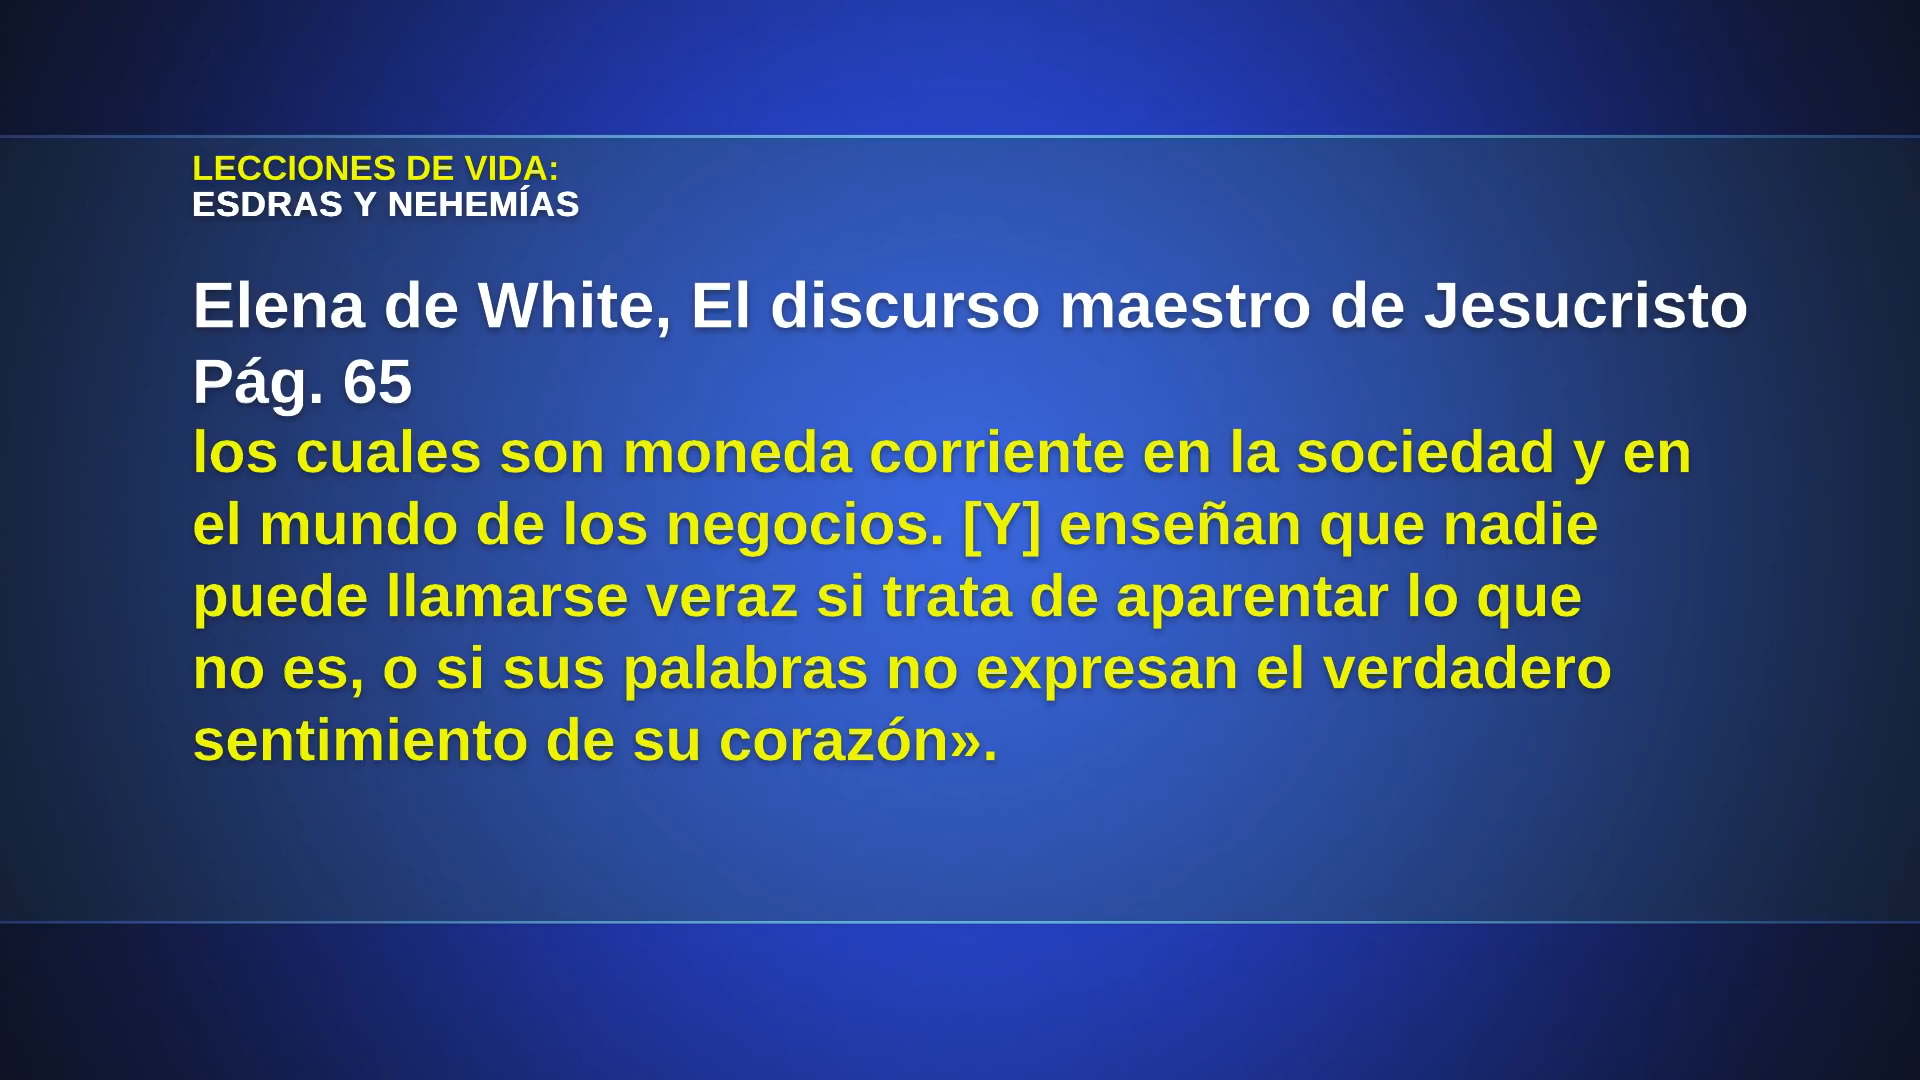 LECCIONES DE VIDA:
ESDRAS Y NEHEMÍAS
Elena de White, El discurso maestro de Jesucristo
Pág. 65
los cuales son moneda corriente en la sociedad y en
el mundo de los negocios. [Y] enseñan que nadie
puede llamarse veraz si trata de aparentar lo que
no es, o si sus palabras no expresan el verdadero
sentimiento de su corazón».